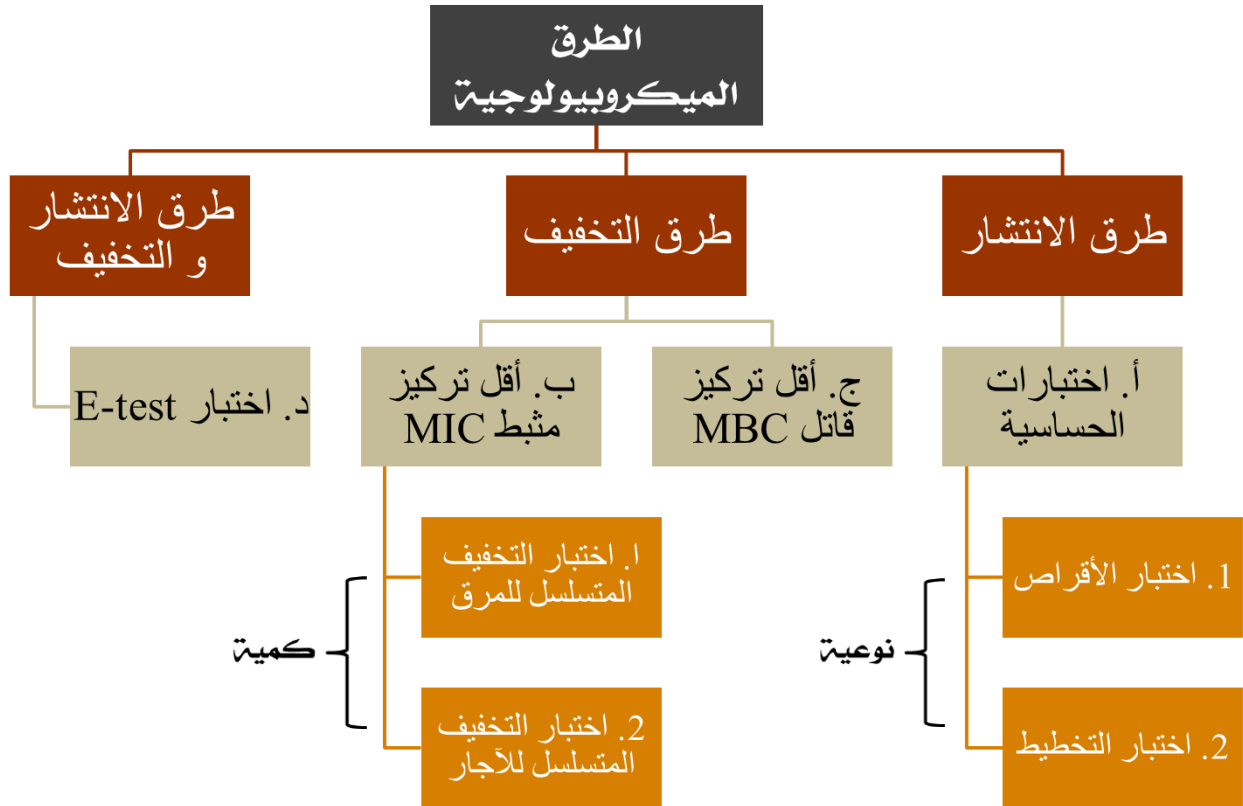 الطرق
الميكروبيولوجية
طرق الانتشار
طرق التخفيف
طرق الانتشار
و التخفيف
أ. اختبارات
الحساسية
ج. أقل تركيز
قاتل MBC
ب. أقل تركيز
مثبط MIC
د. اختبار E-test
1. اختبار الأقراص
نوعية
2. اختبار التخطيط
ا. اختبار التخفيف
المتسلسل للمرق
كمية
2. اختبار التخفيف
المتسلسل للآجار